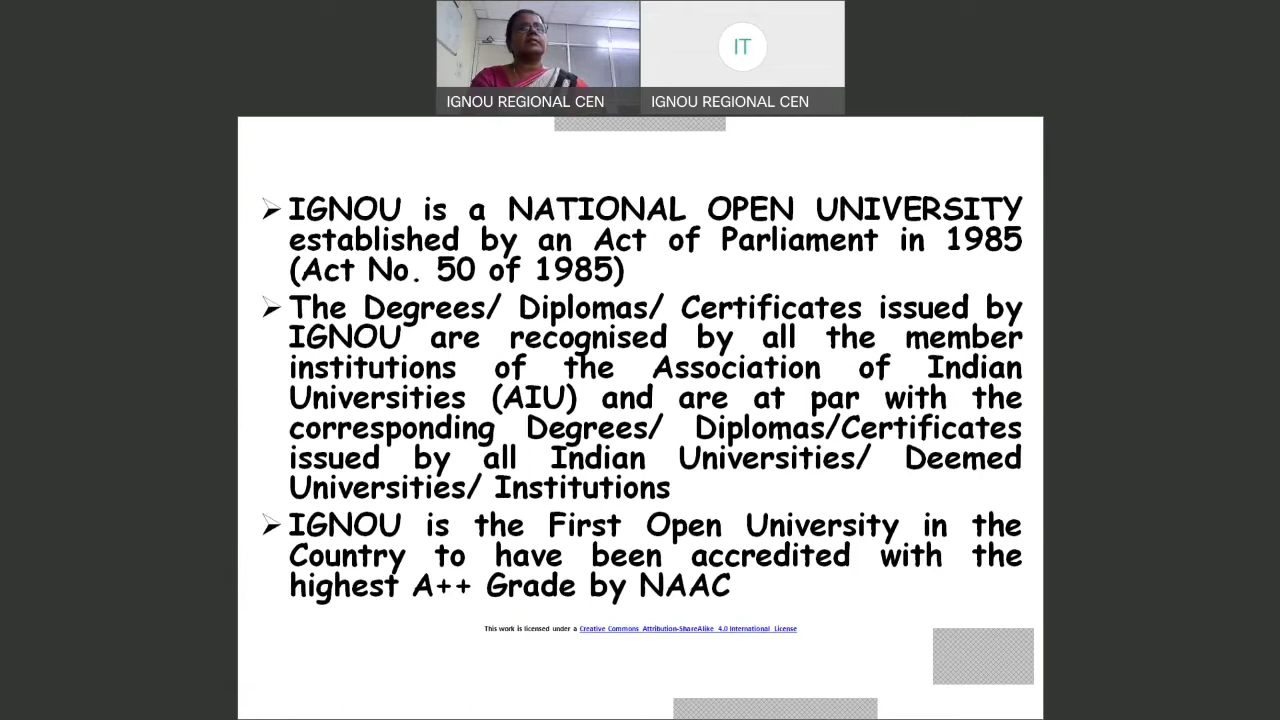 IT
IGNOU REGIONAL CEN
IGNOU REGIONAL CEN
➢ IGNOU is a NATIONAL OPEN UNIVERSITY
established by an Act of Parliament in 1985
(Act No. 50 of 1985)
➢ The Degrees/ Diplomas/ Certificates issued by
IGNOU are recognised by all the member
institutions of the Association of Indian
Universities (AIU) and are at par with the
corresponding Degrees/ Diplomas/Certificates
issued by all Indian Universities/ Deemed
Universities/ Institutions
➢ IGNOU is the First Open University in the
Country to have been accredited with the
highest A++ Grade by NAAC
This work is licensed under a Creative Commons Attribution-ShareAlike 4.0 International License